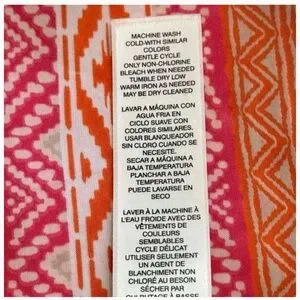 MACHINE WASH
COLD-WITH SIMILAR
COLORS
GENTLE CYCLE
ONLY NON-CHLORINE
BLEACH WHEN NEEDED
TUMBLE DRY LOW
WARM IRON AS NEEDED
MAY BE DRY CLEANED
LAVAR A MÁQUINA CON
AGUA FRIA EN
CICLO SUAVE CON
COLORES SIMILARES.
USAR BLANQUEADOR
SIN CLORO CUANDO SE
NECESITE.
SECAR A MÁQUINA A
BAJA TEMPERATURA
PLANCHAR A BAJA
TEMPERATURA
PUEDE LAVARSE EN
SECO
LAVER À LA MACHINE À
L'EAU FROIDE AVEC DES
VÊTEMENTS DE
COULEURS
SEMBLABLES
CYCLE DÉLICAT
UTILISER SEULEMENT
UN AGENT DE
BLANCHIMENT NON
CHLORÉ AU BESOIN
SÉCHER PAR
CULBUTAGE À BASSE